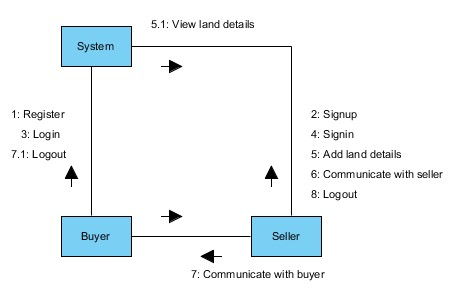 5.1: View land details
System
1: Register
3: Login
7.1: Logout
2: Signup
4: Signin
5: Add land details
6: Communicate with seller
8: Logout
Buyer
Seller
7: Communicate with buyer